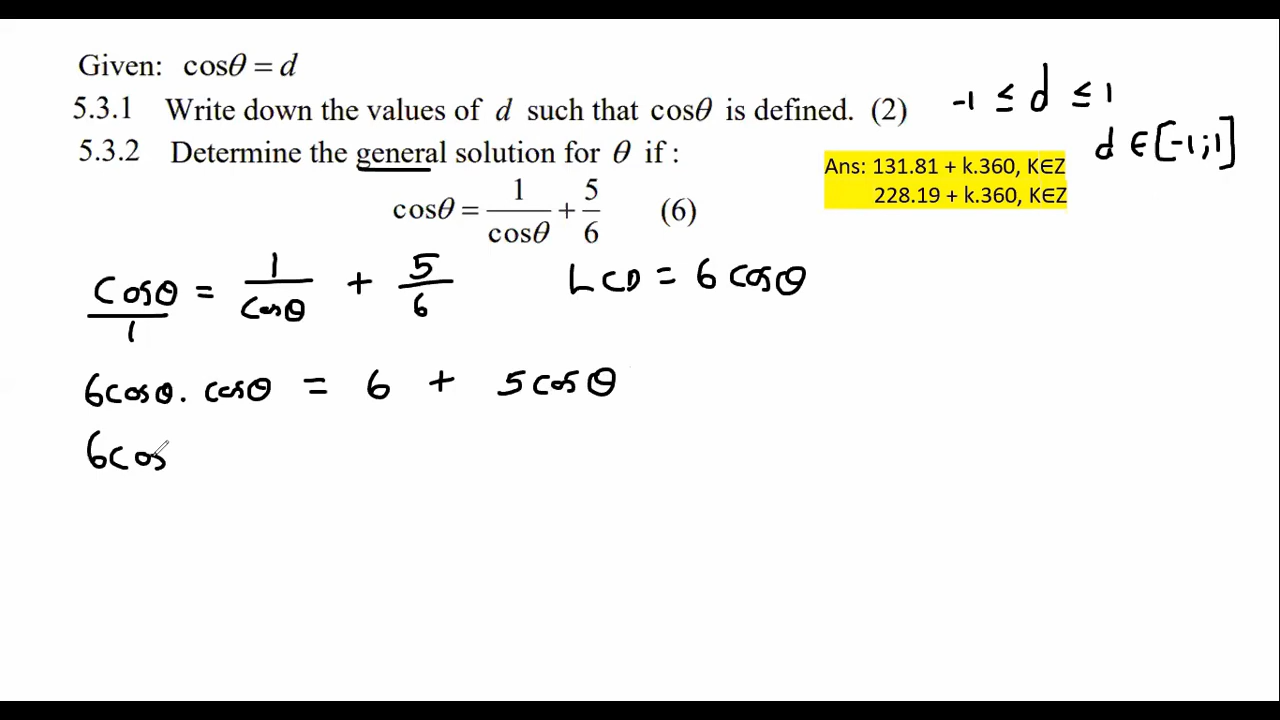 Given: cosθ = d
5.3.1 Write down the values of d such that cosθ is defined. (2)
-1 ≤ d ≤ 1
d ∈ [-1;1]
5.3.2 Determine the general solution for θ if :
Ans: 131.81 + k.360, K∈Z
228.19 + k.360, K∈Z
cosθ = 1/cosθ + 5/6 (6)
cosθ/1 = 1/cosθ + 5/6 LCD = 6 cosθ
6cosθ. cosθ = 6 + 5cosθ
6cos